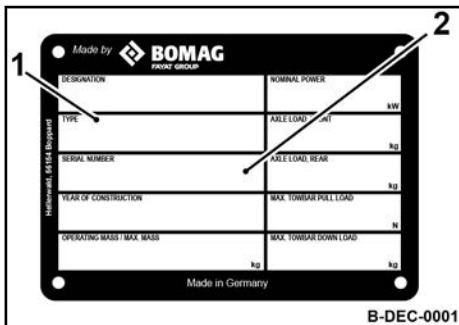 2
1
Made by BOMAG
FAYAT GROUP
DESIGNATION
NOMINAL POWER
kW
TYPE
AXLE LOAD, FRONT
kg
SERIAL NUMBER
AXLE LOAD, REAR
kg
YEAR OF CONSTRUCTION
MAX. TOWBAR PULL LOAD
N
OPERATING MASS / MAX. MASS
kg
MAX. TOWBAR DOWN LOAD
kg
Hellerwald, 56154 Boppard
Made in Germany
B-DEC-0001